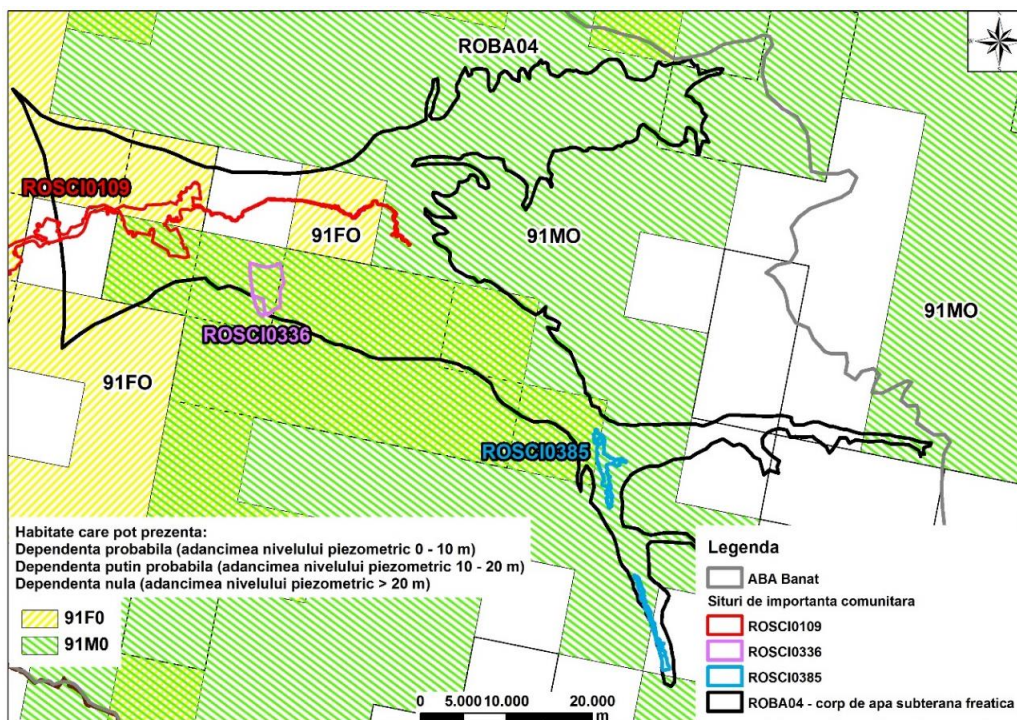 ROBA04
ROSCI0109
91FO
91MO
ROSCI0336
91MO
91FO
ROSCI0385
Habitate care pot prezenta:
Dependenta probabila (adancimea nivelului piezometric 0 - 10 m)
Dependenta putin probabila (adancimea nivelului piezometric 10 - 20 m)
Dependenta nula (adancimea nivelului piezometric > 20 m)
91F0
91M0
Legenda
ABA Banat
Situri de importanta comunitara
ROSCI0109
ROSCI0336
ROSCI0385
ROBA04 - corp de apa subterana freatica
0 5.000 10.000 20.000
m